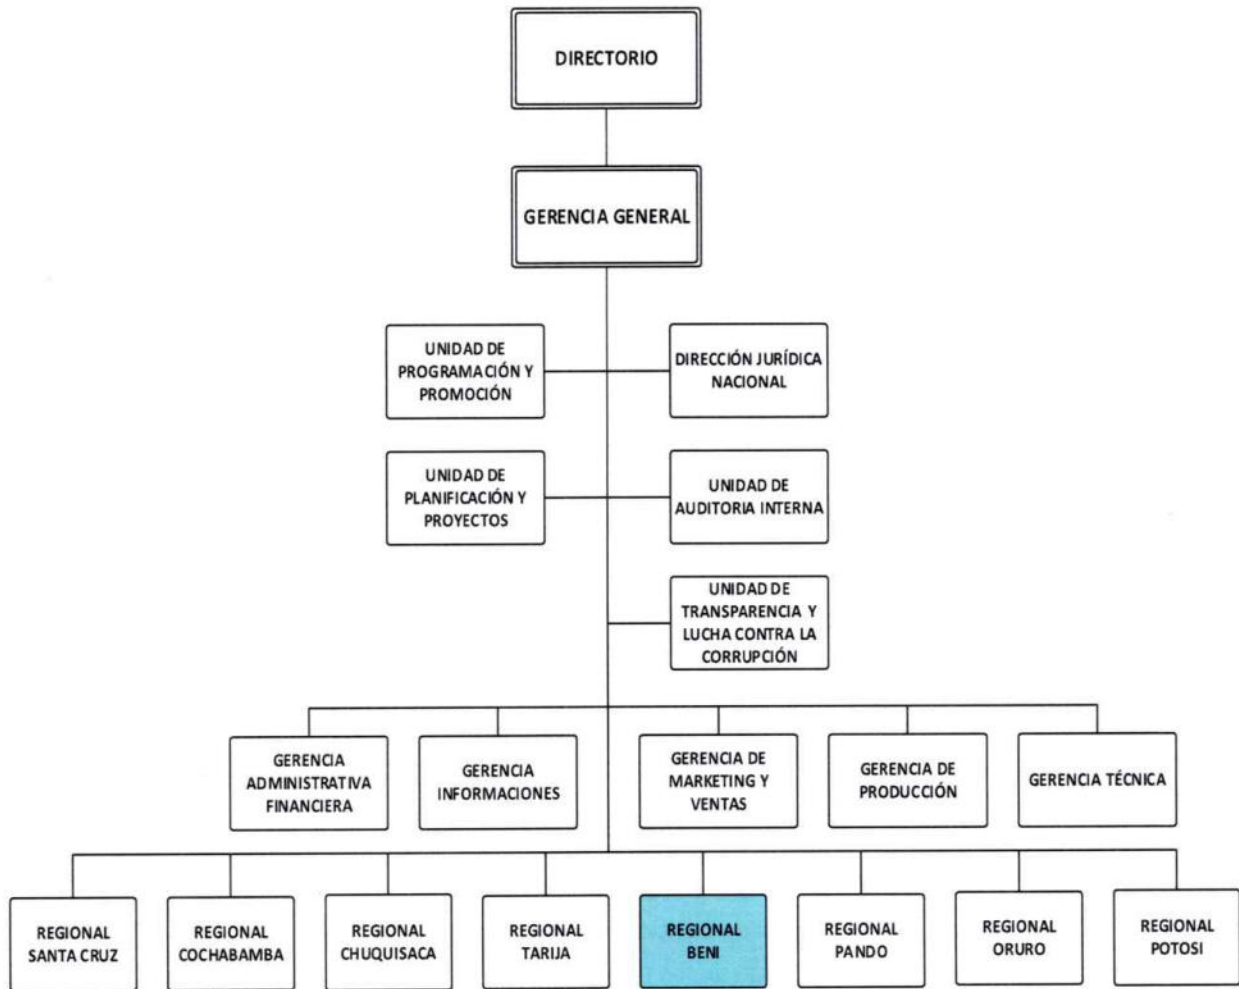 DIRECTORIO
GERENCIA GENERAL
UNIDAD DE
PROGRAMACIÓN Y
PROMOCIÓN
DIRECCIÓN JURÍDICA
NACIONAL
UNIDAD DE
PLANIFICACIÓN Y
PROYECTOS
UNIDAD DE
AUDITORIA INTERNA
UNIDAD DE
TRANSPARENCIA Y
LUCHA CONTRA LA
CORRUPCIÓN
GERENCIA
ADMINISTRATIVA
FINANCIERA
GERENCIA
INFORMACIONES
GERENCIA DE
MARKETING Y
VENTAS
GERENCIA DE
PRODUCCIÓN
GERENCIA TÉCNICA
REGIONAL
SANTA CRUZ
REGIONAL
COCHABAMBA
REGIONAL
CHUQUISACA
REGIONAL
TARIJA
REGIONAL
BENI
REGIONAL
PANDO
REGIONAL
ORURO
REGIONAL
POTOSI